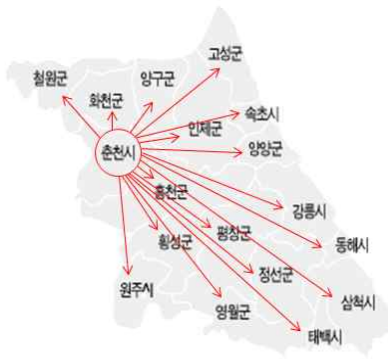 고성군
철원군
양구군
화천군
속초시
인제군
양양군
춘천시
홍천군
강릉시
평창군
횡성군
동해시
정선군
원주시
삼척시
영월군
태백시